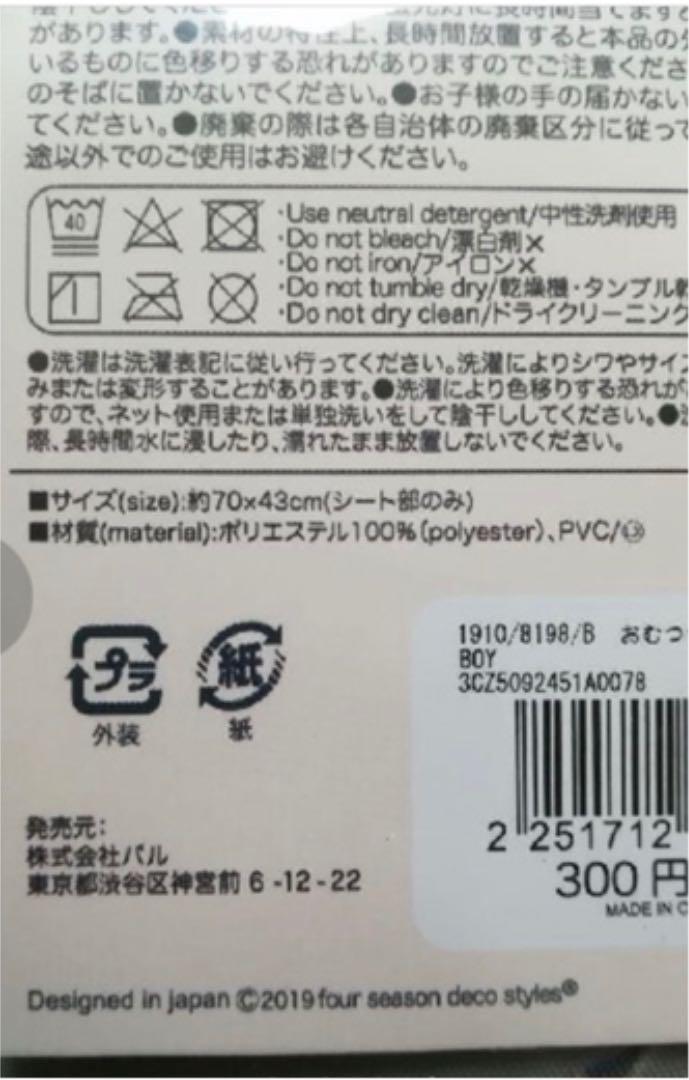 があります。●素材の特性上、長時間放置すると本品の
いるものに色移りする恐れがありますのでご注意くださ
のそばに置かないでください。●お子様の手の届かない
てください。●廃棄の際は各自治体の廃棄区分に従って
途以外でのご使用はお避けください。
40
・Use neutral detergent/中性洗剤使用
・Do not bleach/漂白剤×
・Do not iron/アイロン×
・Do not tumble dry/乾燥機・タンブル乾
・Do not dry clean/ドライクリーニング
●洗濯は洗濯表記に従い行ってください。洗濯によりシワやサイズ
みまたは変形することがあります。●洗濯により色移りする恐れが
すので、ネット使用または単独洗いをして陰干ししてください。●
際、長時間水に浸したり、濡れたまま放置しないでください。
■サイズ(size):約70×43cm(シート部のみ)
■材質(material):ポリエステル100%(polyester)、PVC/
1910/8198/B おむつ
BOY
3CZ5092451A0078
プラ 紙
外装 紙
2 251712
300円
MADE IN C
発売元:
株式会社パル
東京都渋谷区神宮前 6 -12-22
Designed in japan ©2019 four season deco styles®